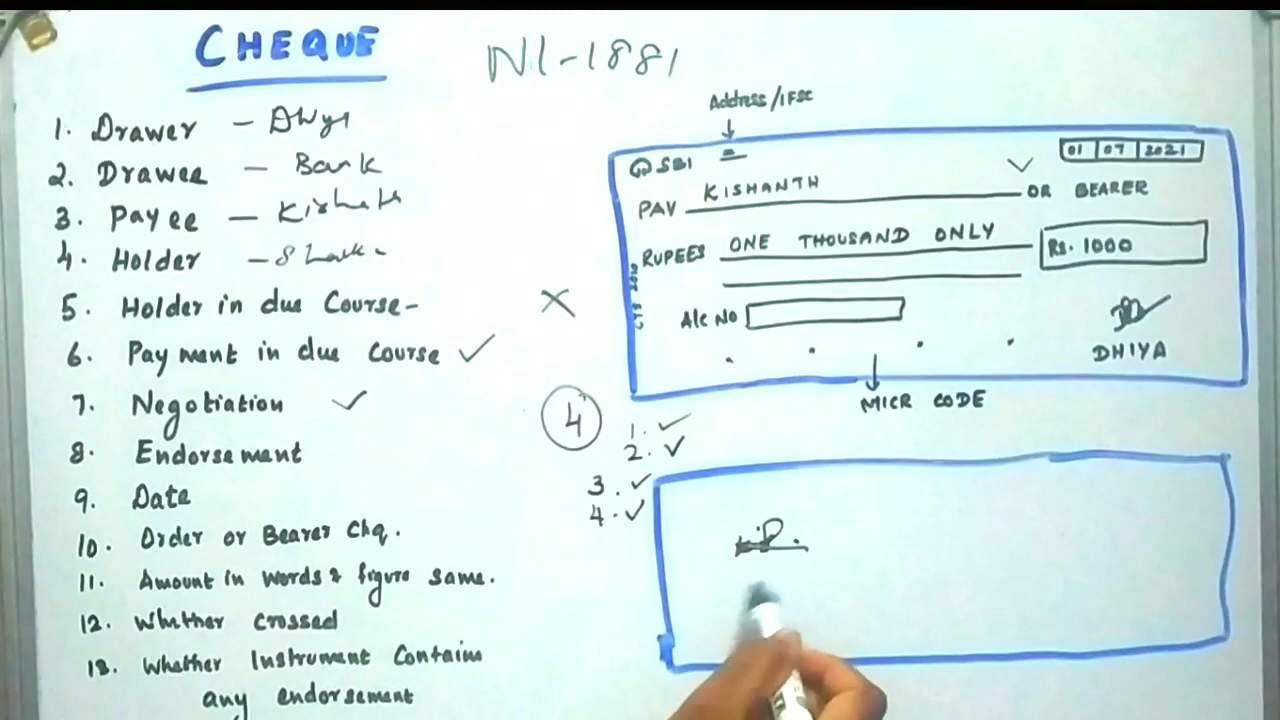 CHEQUE
NI-1881
1. Drawer - Dhya
2. Drawee - Bank
3. Payee - Kishanth
4. Holder -
5. Holder in due Course-
6. Payment in due Course ✓
7. Negotiation ✓
8. Endorsement
9. Date
10. Order or Bearer Chq.
11. Amount in words & figure same.
12. Whether crossed
13. Whether Instrument Contains
any endorsement
Address/IFSC
SBI
01 07 2021
PAY KISHANTH OR BEARER
RUPEES ONE THOUSAND ONLY
Rs. 1000
A/c No
DHIYA
MICR CODE
4
1. ✓
2. ✓
3. ✓
4. ✓